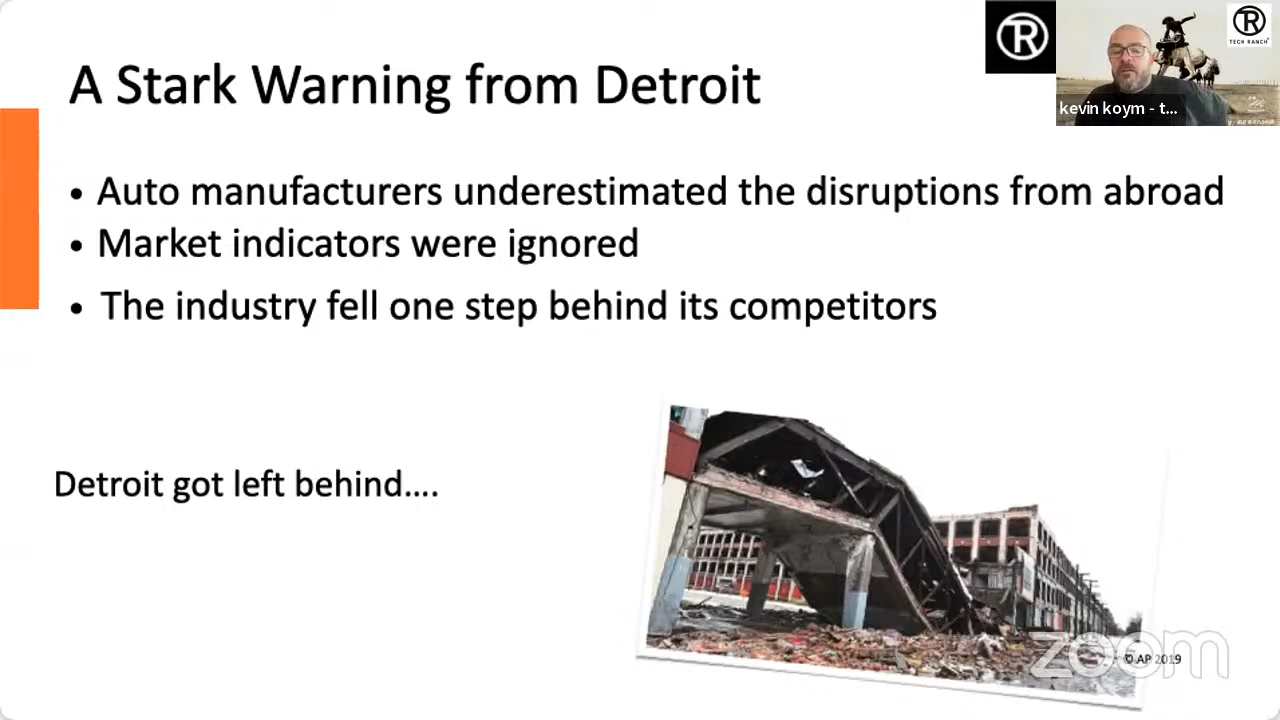 A Stark Warning from Detroit
TR
TECH RANCH
kevin koym - t...
• Auto manufacturers underestimated the disruptions from abroad
• Market indicators were ignored
• The industry fell one step behind its competitors
Detroit got left behind....
zoom
© AP 2019